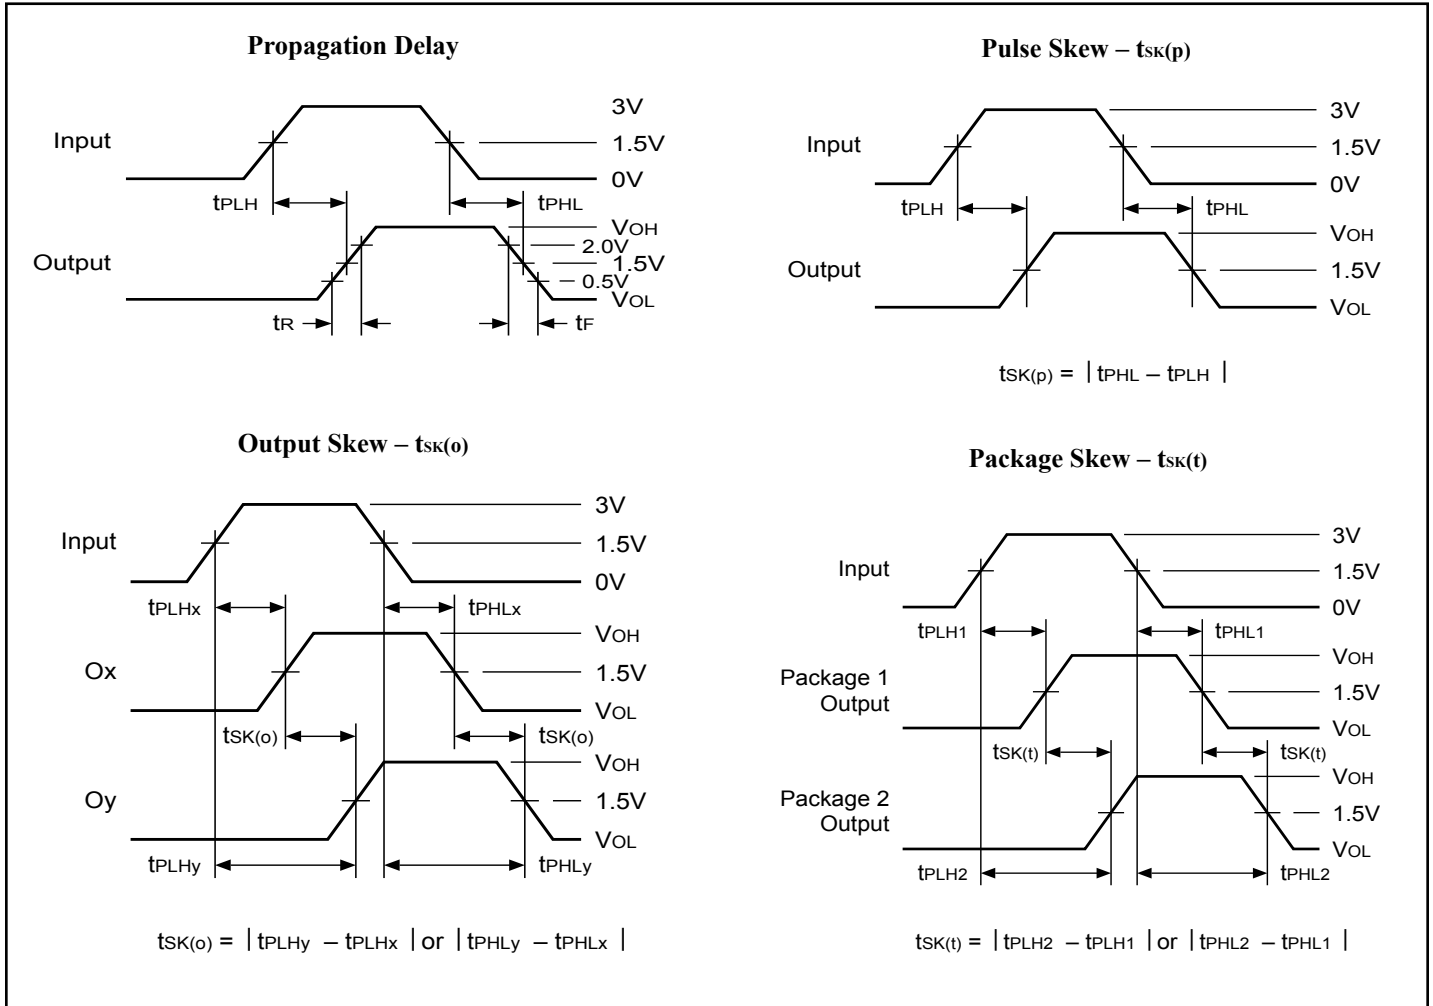 Propagation Delay
Input
3V
1.5V
0V
tPLH
tPHL
Output
VOH
2.0V
1.5V
0.5V
VOL
tR
tF
Pulse Skew – tSK(p)
Input
3V
1.5V
0V
tPLH
tPHL
Output
VOH
1.5V
VOL
tSK(p) = | tPHL – tPLH |
Output Skew – tSK(o)
Input
3V
1.5V
0V
tPLHx
tPHLx
Ox
VOH
1.5V
VOL
tSK(o)
tSK(o)
Oy
VOH
1.5V
VOL
tPLHy
tPHLy
tSK(o) = | tPLHy – tPLHx | or | tPHLy – tPHLx |
Package Skew – tSK(t)
Input
3V
1.5V
0V
tPLH1
tPHL1
Package 1
Output
VOH
1.5V
VOL
tSK(t)
tSK(t)
Package 2
Output
VOH
1.5V
VOL
tPLH2
tPHL2
tSK(t) = | tPLH2 – tPLH1 | or | tPHL2 – tPHL1 |